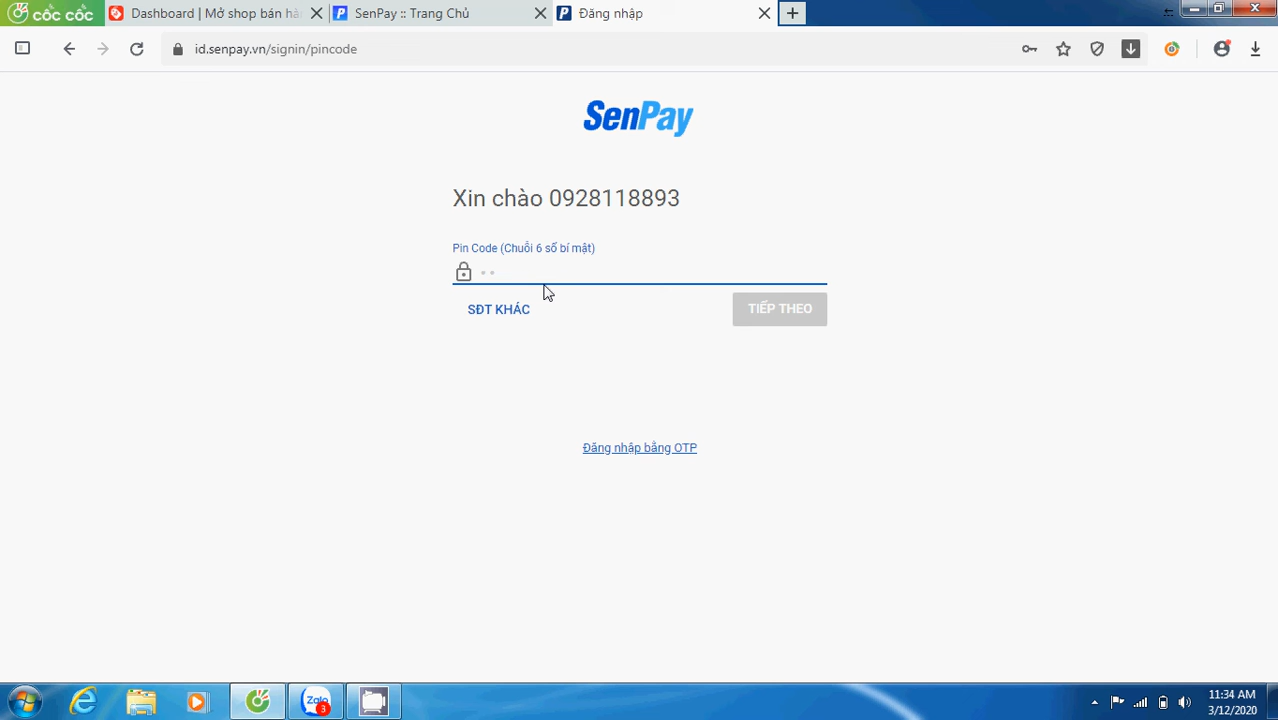 cốc cốc
Dashboard | Mở shop bán hà
SenPay :: Trang Chủ
Đăng nhập
id.senpay.vn/signin/pincode
SenPay
Xin chào 0928118893
Pin Code (Chuỗi 6 số bí mật)
SĐT KHÁC
TIẾP THEO
Đăng nhập bằng OTP
Zalo
3
11:34 AM
3/12/2020